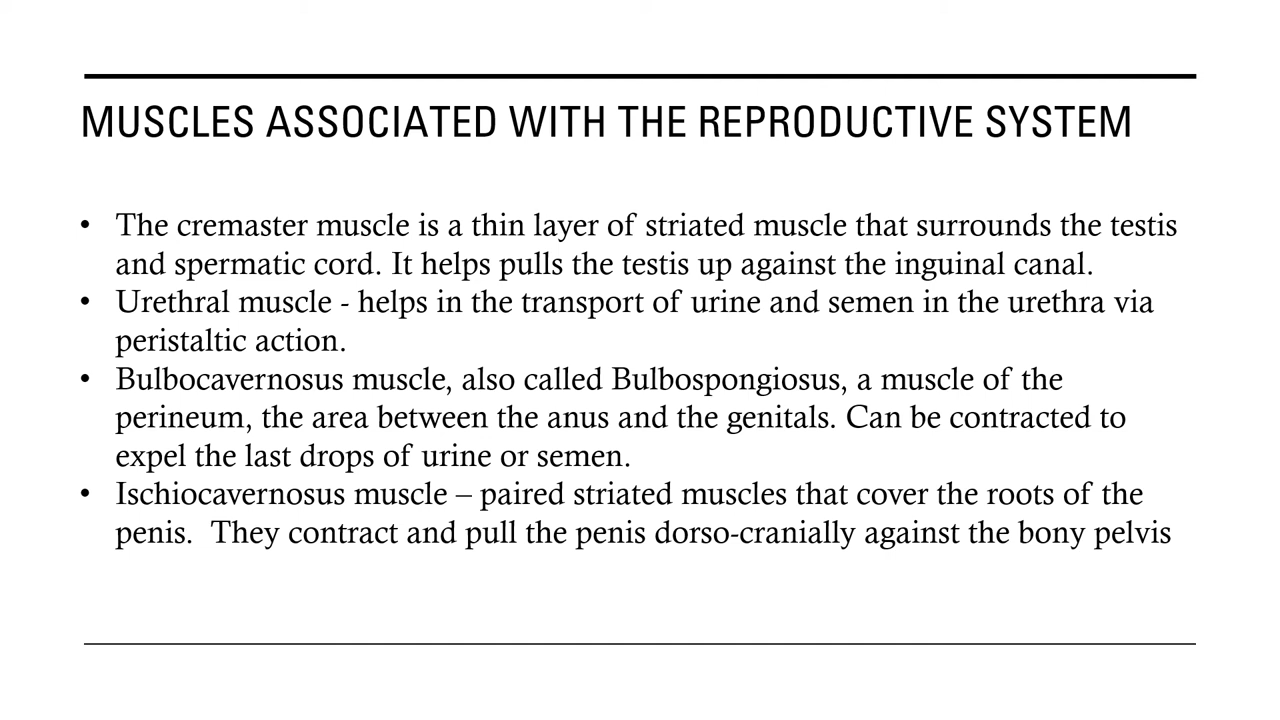 MUSCLES ASSOCIATED WITH THE REPRODUCTIVE SYSTEM
• The cremaster muscle is a thin layer of striated muscle that surrounds the testis
and spermatic cord. It helps pulls the testis up against the inguinal canal.
• Urethral muscle - helps in the transport of urine and semen in the urethra via
peristaltic action.
• Bulbocavernosus muscle, also called Bulbospongiosus, a muscle of the
perineum, the area between the anus and the genitals. Can be contracted to
expel the last drops of urine or semen.
• Ischiocavernosus muscle – paired striated muscles that cover the roots of the
penis.  They contract and pull the penis dorso-cranially against the bony pelvis